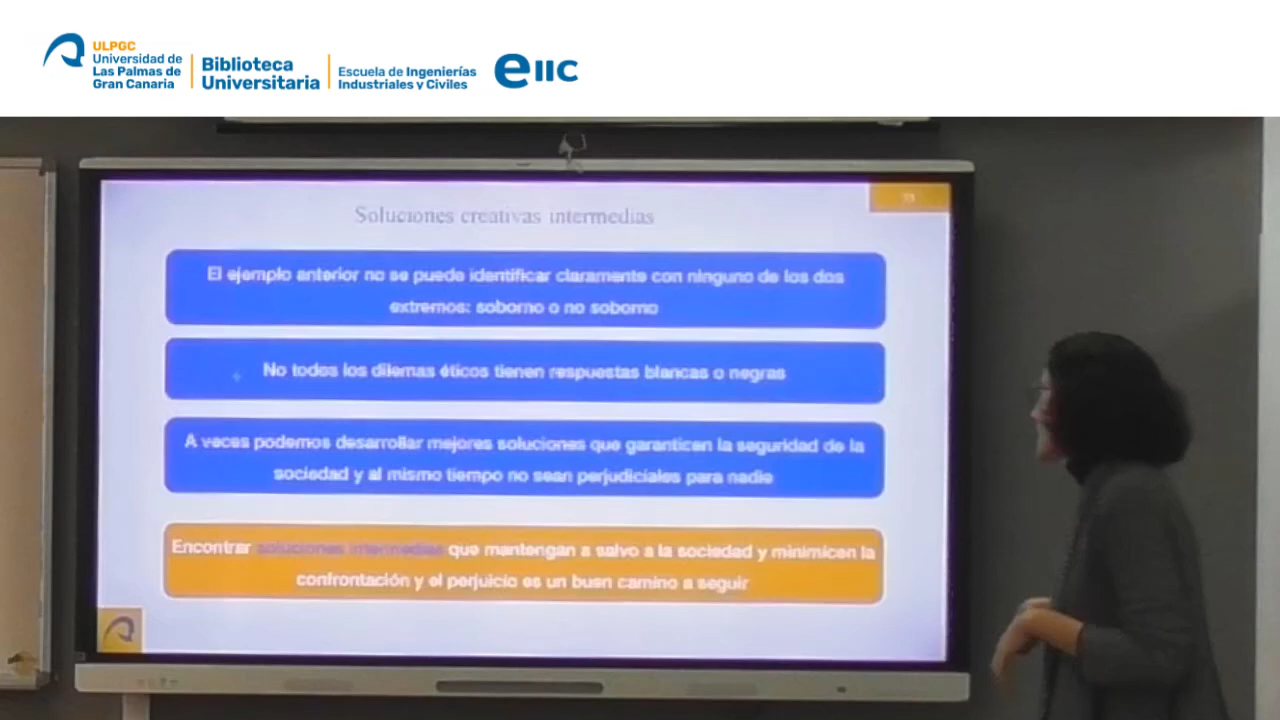 ULPGC
Universidad de
Las Palmas de
Gran Canaria
Biblioteca
Universitaria
Escuela de Ingenierías
Industriales y Civiles
eiic
Soluciones creativas intermedias
El ejemplo anterior no se puede identificar claramente con ninguno de los dos
extremos: soborno o no soborno
No todos los dilemas éticos tienen respuestas blancas o negras
A veces podemos desarrollar mejores soluciones que garanticen la seguridad de la
sociedad y al mismo tiempo no sean perjudiciales para nadie
Encontrar soluciones intermedias que mantengan a salvo a la sociedad y minimicen la
confrontación y el perjuicio es un buen camino a seguir